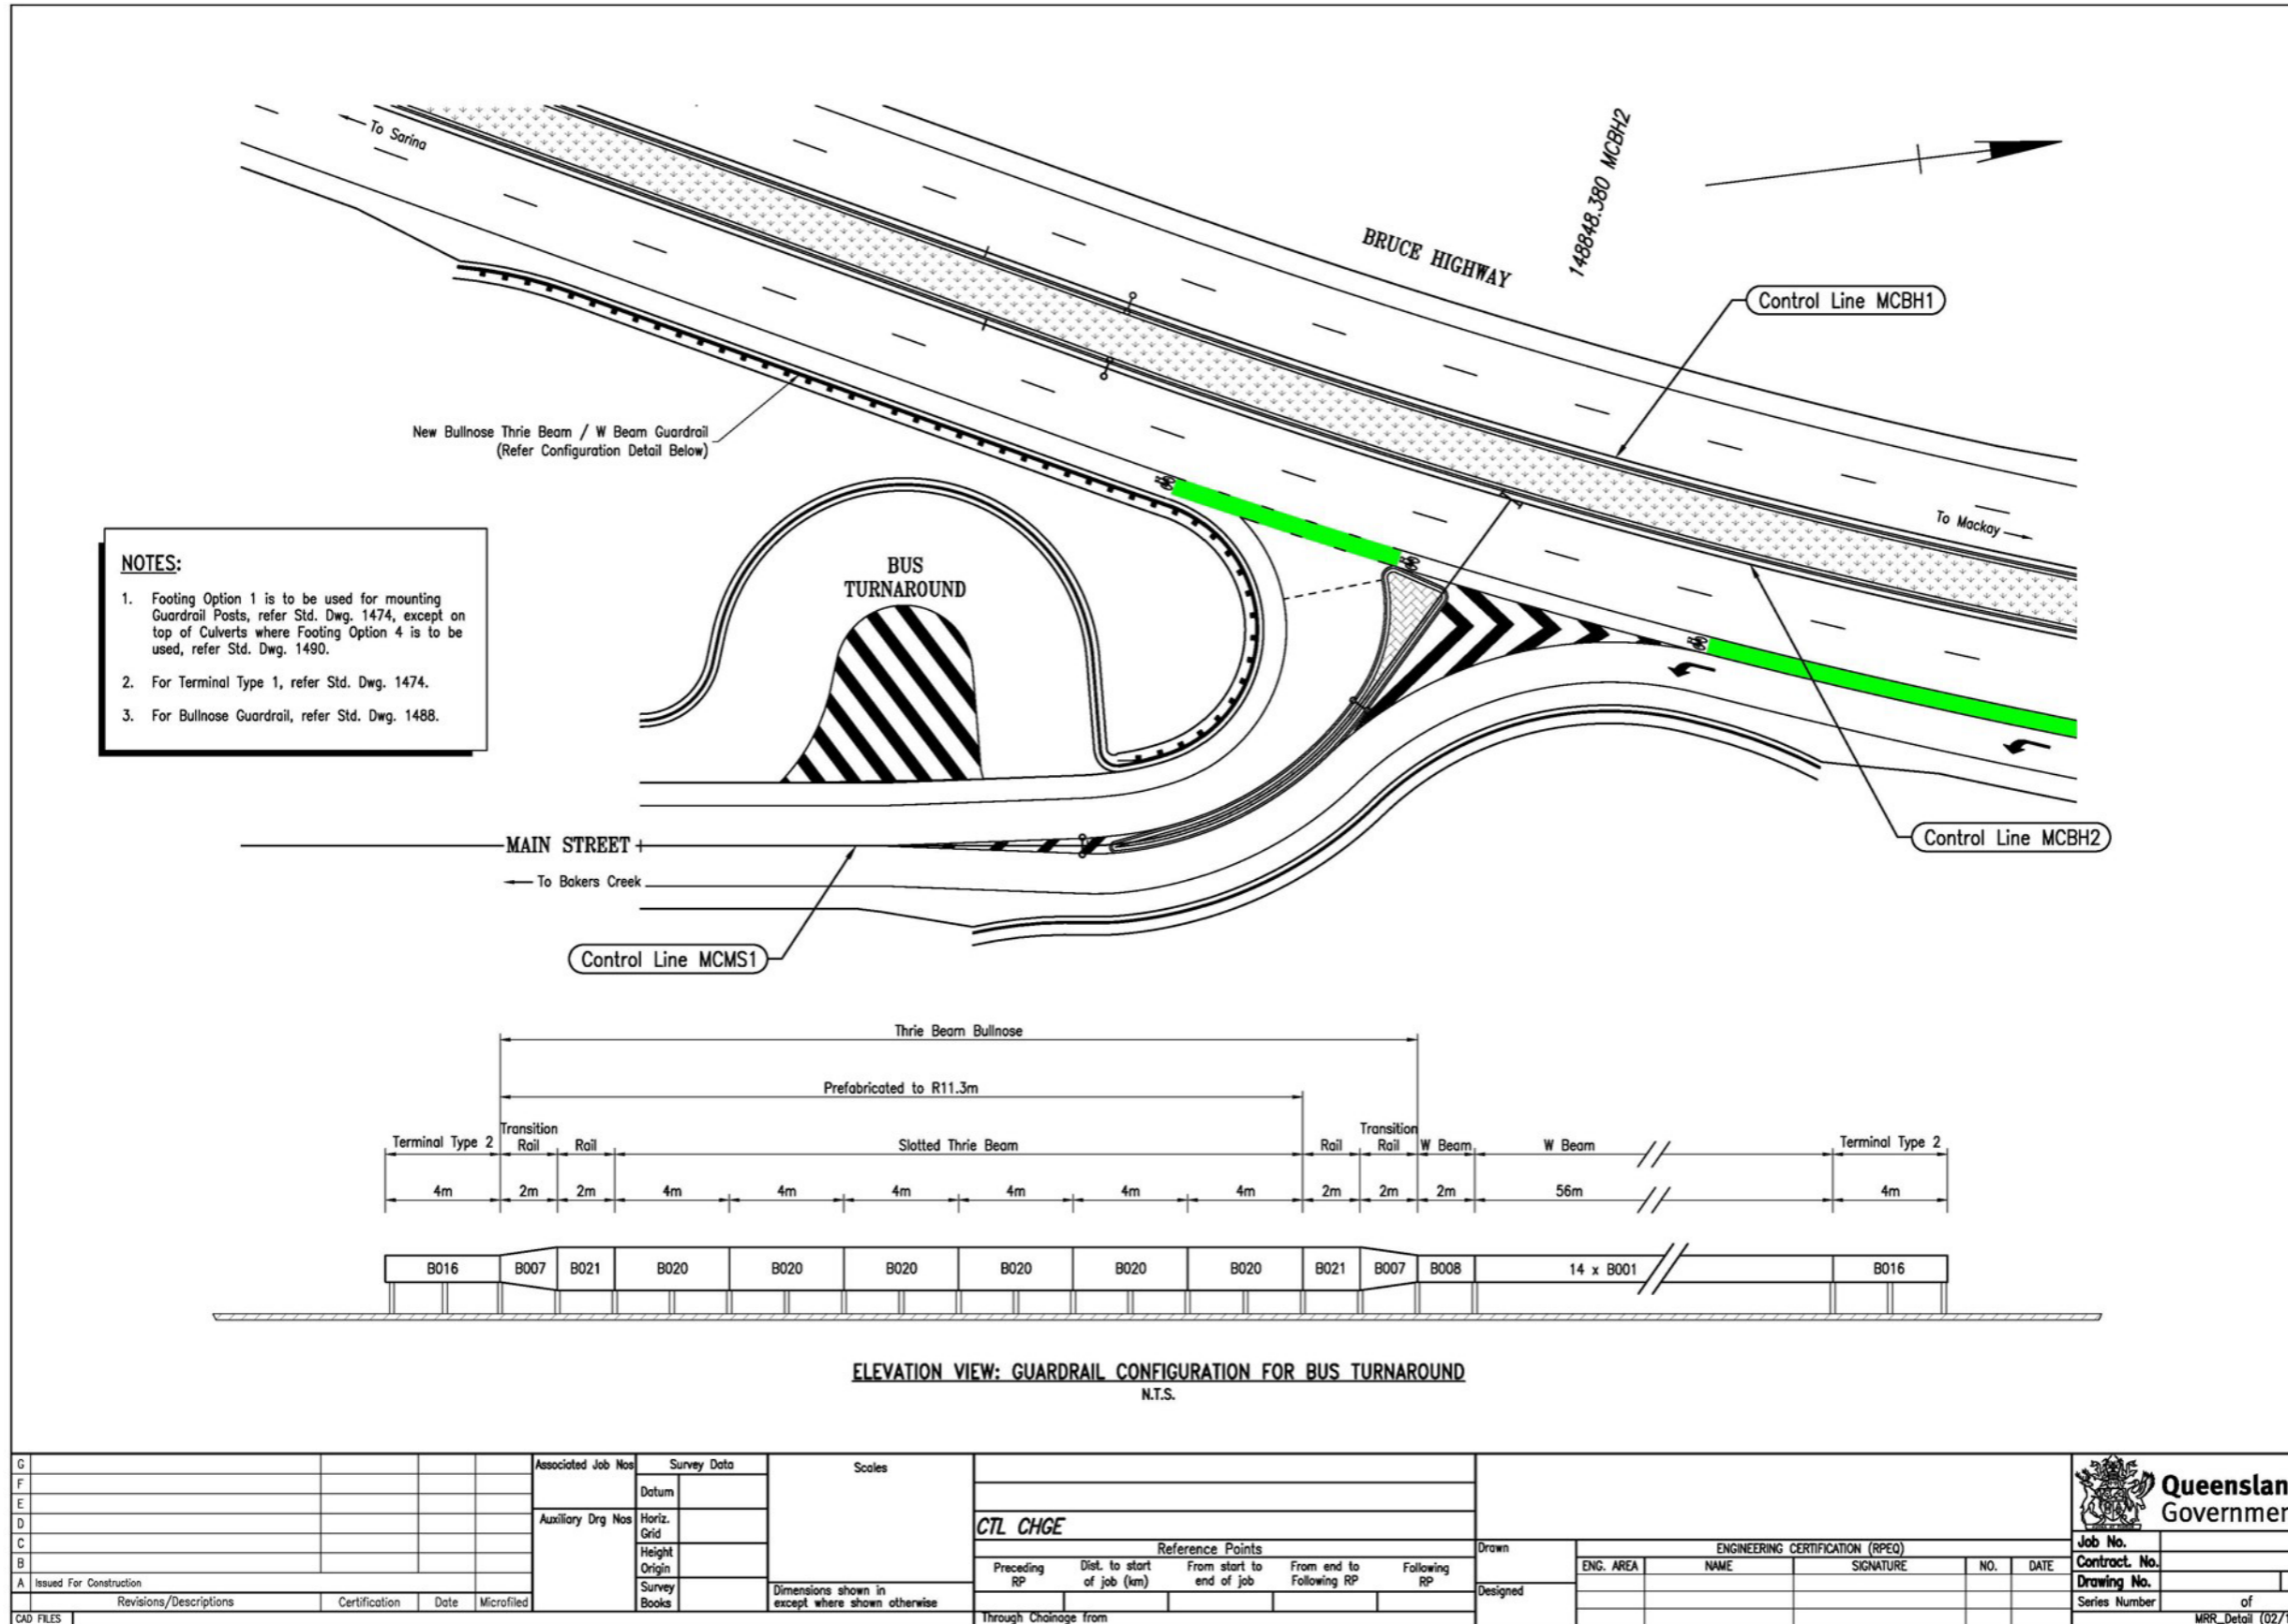 To Sarina
148848.380 MCBH2
BRUCE HIGHWAY
Control Line MCBH1
New Bullnose Thrie Beam / W Beam Guardrail
(Refer Configuration Detail Below)
To Mackay
NOTES:
1. Footing Option 1 is to be used for mounting
Guardrail Posts, refer Std. Dwg. 1474, except on
top of Culverts where Footing Option 4 is to be
used, refer Std. Dwg. 1490.
2. For Terminal Type 1, refer Std. Dwg. 1474.
3. For Bullnose Guardrail, refer Std. Dwg. 1488.
BUS
TURNAROUND
MAIN STREET
To Bakers Creek
Control Line MCBH2
Control Line MCMS1
Thrie Beam Bullnose
Prefabricated to R11.3m
Terminal Type 2
Transition
Rail
Rail
Slotted Thrie Beam
Rail
Transition
Rail
W Beam
W Beam
Terminal Type 2
4m 2m 2m 4m 4m 4m 4m 4m 4m 2m 2m 2m 56m 4m
B016 B007 B021 B020 B020 B020 B020 B020 B020 B021 B007 B008 14 x B001 B016
ELEVATION VIEW: GUARDRAIL CONFIGURATION FOR BUS TURNAROUND
N.T.S.
G
F
E
D
C
B
A Issued For Construction
Revisions/Descriptions Certification Date Microfiled
CAD FILES
Associated Job Nos
Auxiliary Drg Nos
Survey Data
Datum
Horiz.
Grid
Height
Origin
Survey
Books
Scales
Dimensions shown in
except where shown otherwise
CTL CHGE
Reference Points
Preceding
RP
Dist. to start
of job (km)
From start to
end of job
From end to
Following RP
Following
RP
Through Chainage from
Drawn
Designed
ENGINEERING CERTIFICATION (RPEQ)
ENG. AREA NAME SIGNATURE NO. DATE
Queenslan
Governmen
Job No.
Contract. No.
Drawing No.
Series Number of
MRR_Detail (02/1